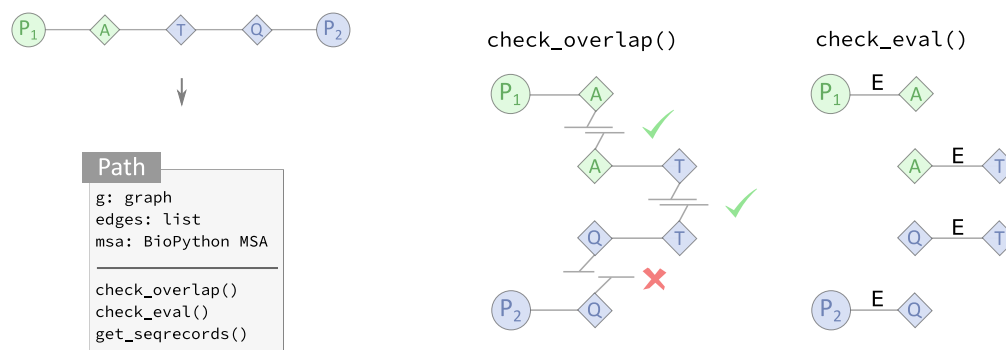 P1 A T Q P2
Path
g: graph
edges: list
msa: BioPython MSA
check_overlap()
check_eval()
get_seqrecords()
check_overlap()
P1 A
A T
Q T
P2 Q
check_eval()
P1 E A
A E T
Q E T
P2 E Q